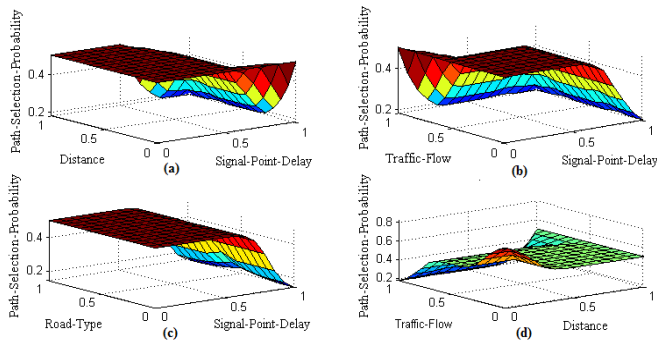 Path-Selection-Probability
0.4
0.2
1
0.5
0
Distance
0
0.5
1
Signal-Point-Delay
(a)
Path-Selection-Probability
0.4
0.2
1
0.5
0
Traffic-Flow
0
0.5
1
Signal-Point-Delay
(b)
Path-Selection-Probability
0.4
0.2
1
0.5
0
Road-Type
0
0.5
1
Signal-Point-Delay
(c)
Path-Selection-Probability
0.8
0.6
0.4
0.2
1
0.5
0
Traffic-Flow
0
0.5
1
Distance
(d)